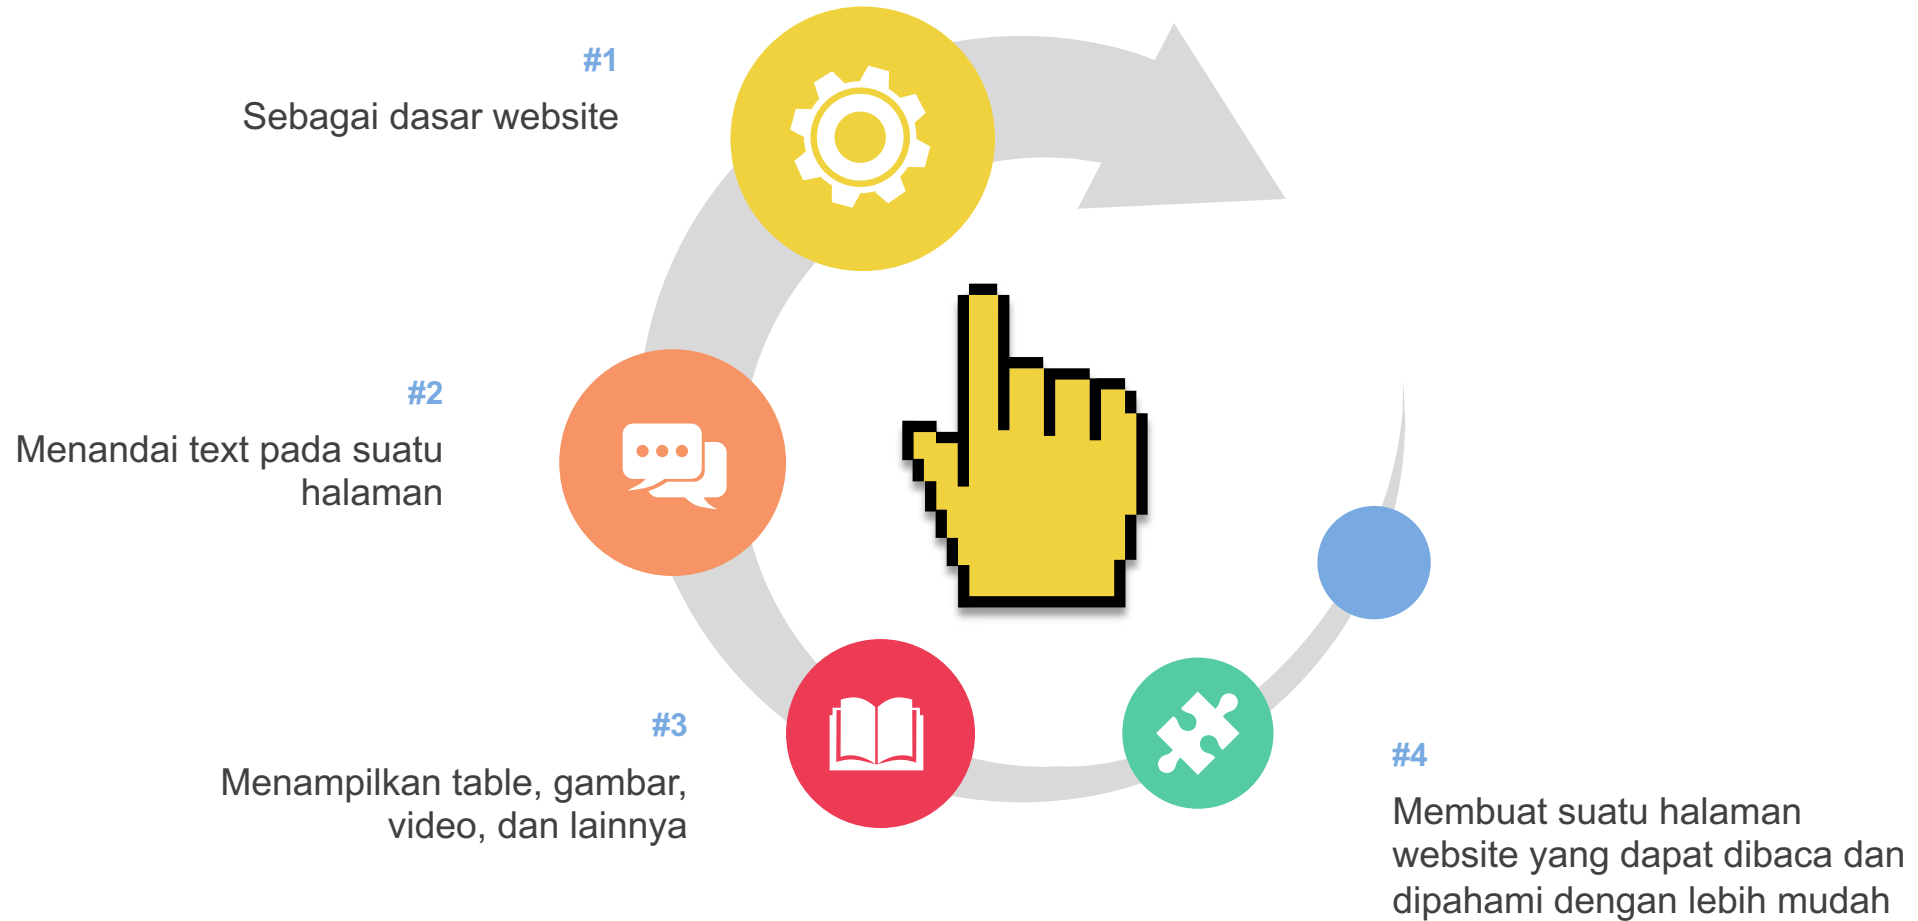 #1
Sebagai dasar website
#2
Menandai text pada suatu
halaman
#3
Menampilkan table, gambar,
video, dan lainnya
#4
Membuat suatu halaman
website yang dapat dibaca dan
dipahami dengan lebih mudah